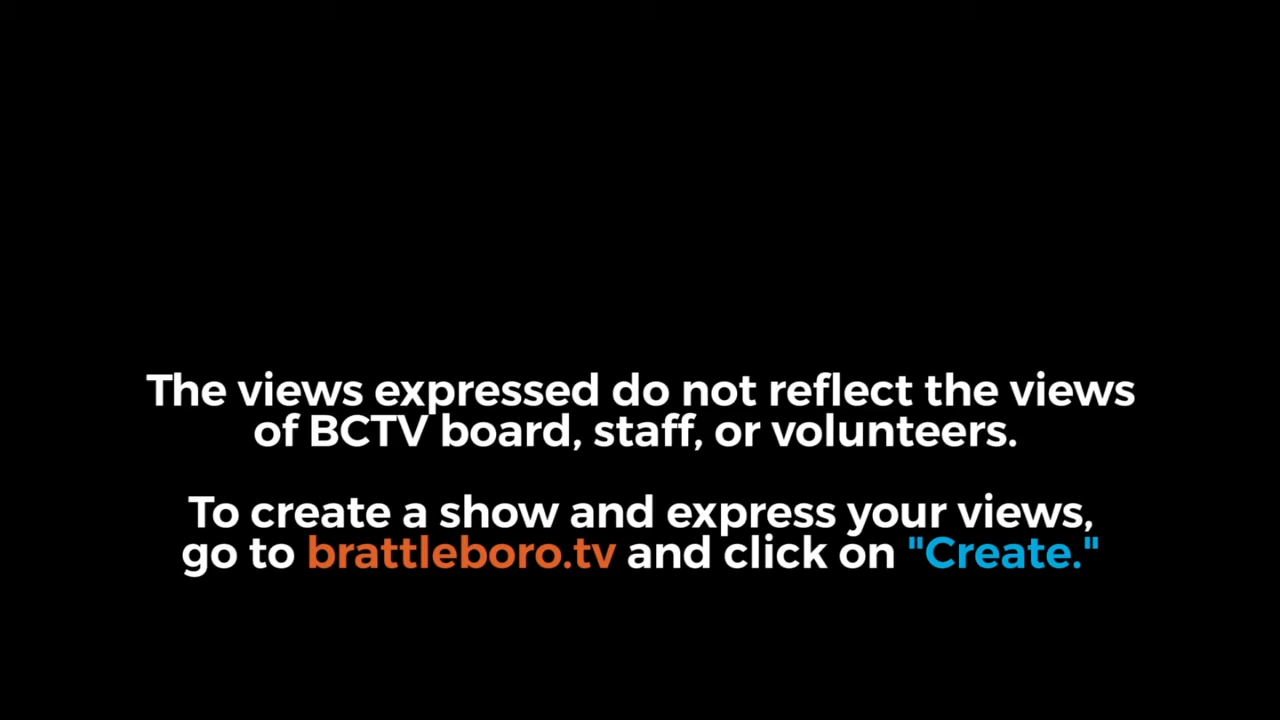 The views expressed do not reflect the views
of BCTV board, staff, or volunteers.
To create a show and express your views,
go to brattleboro.tv and click on "Create."